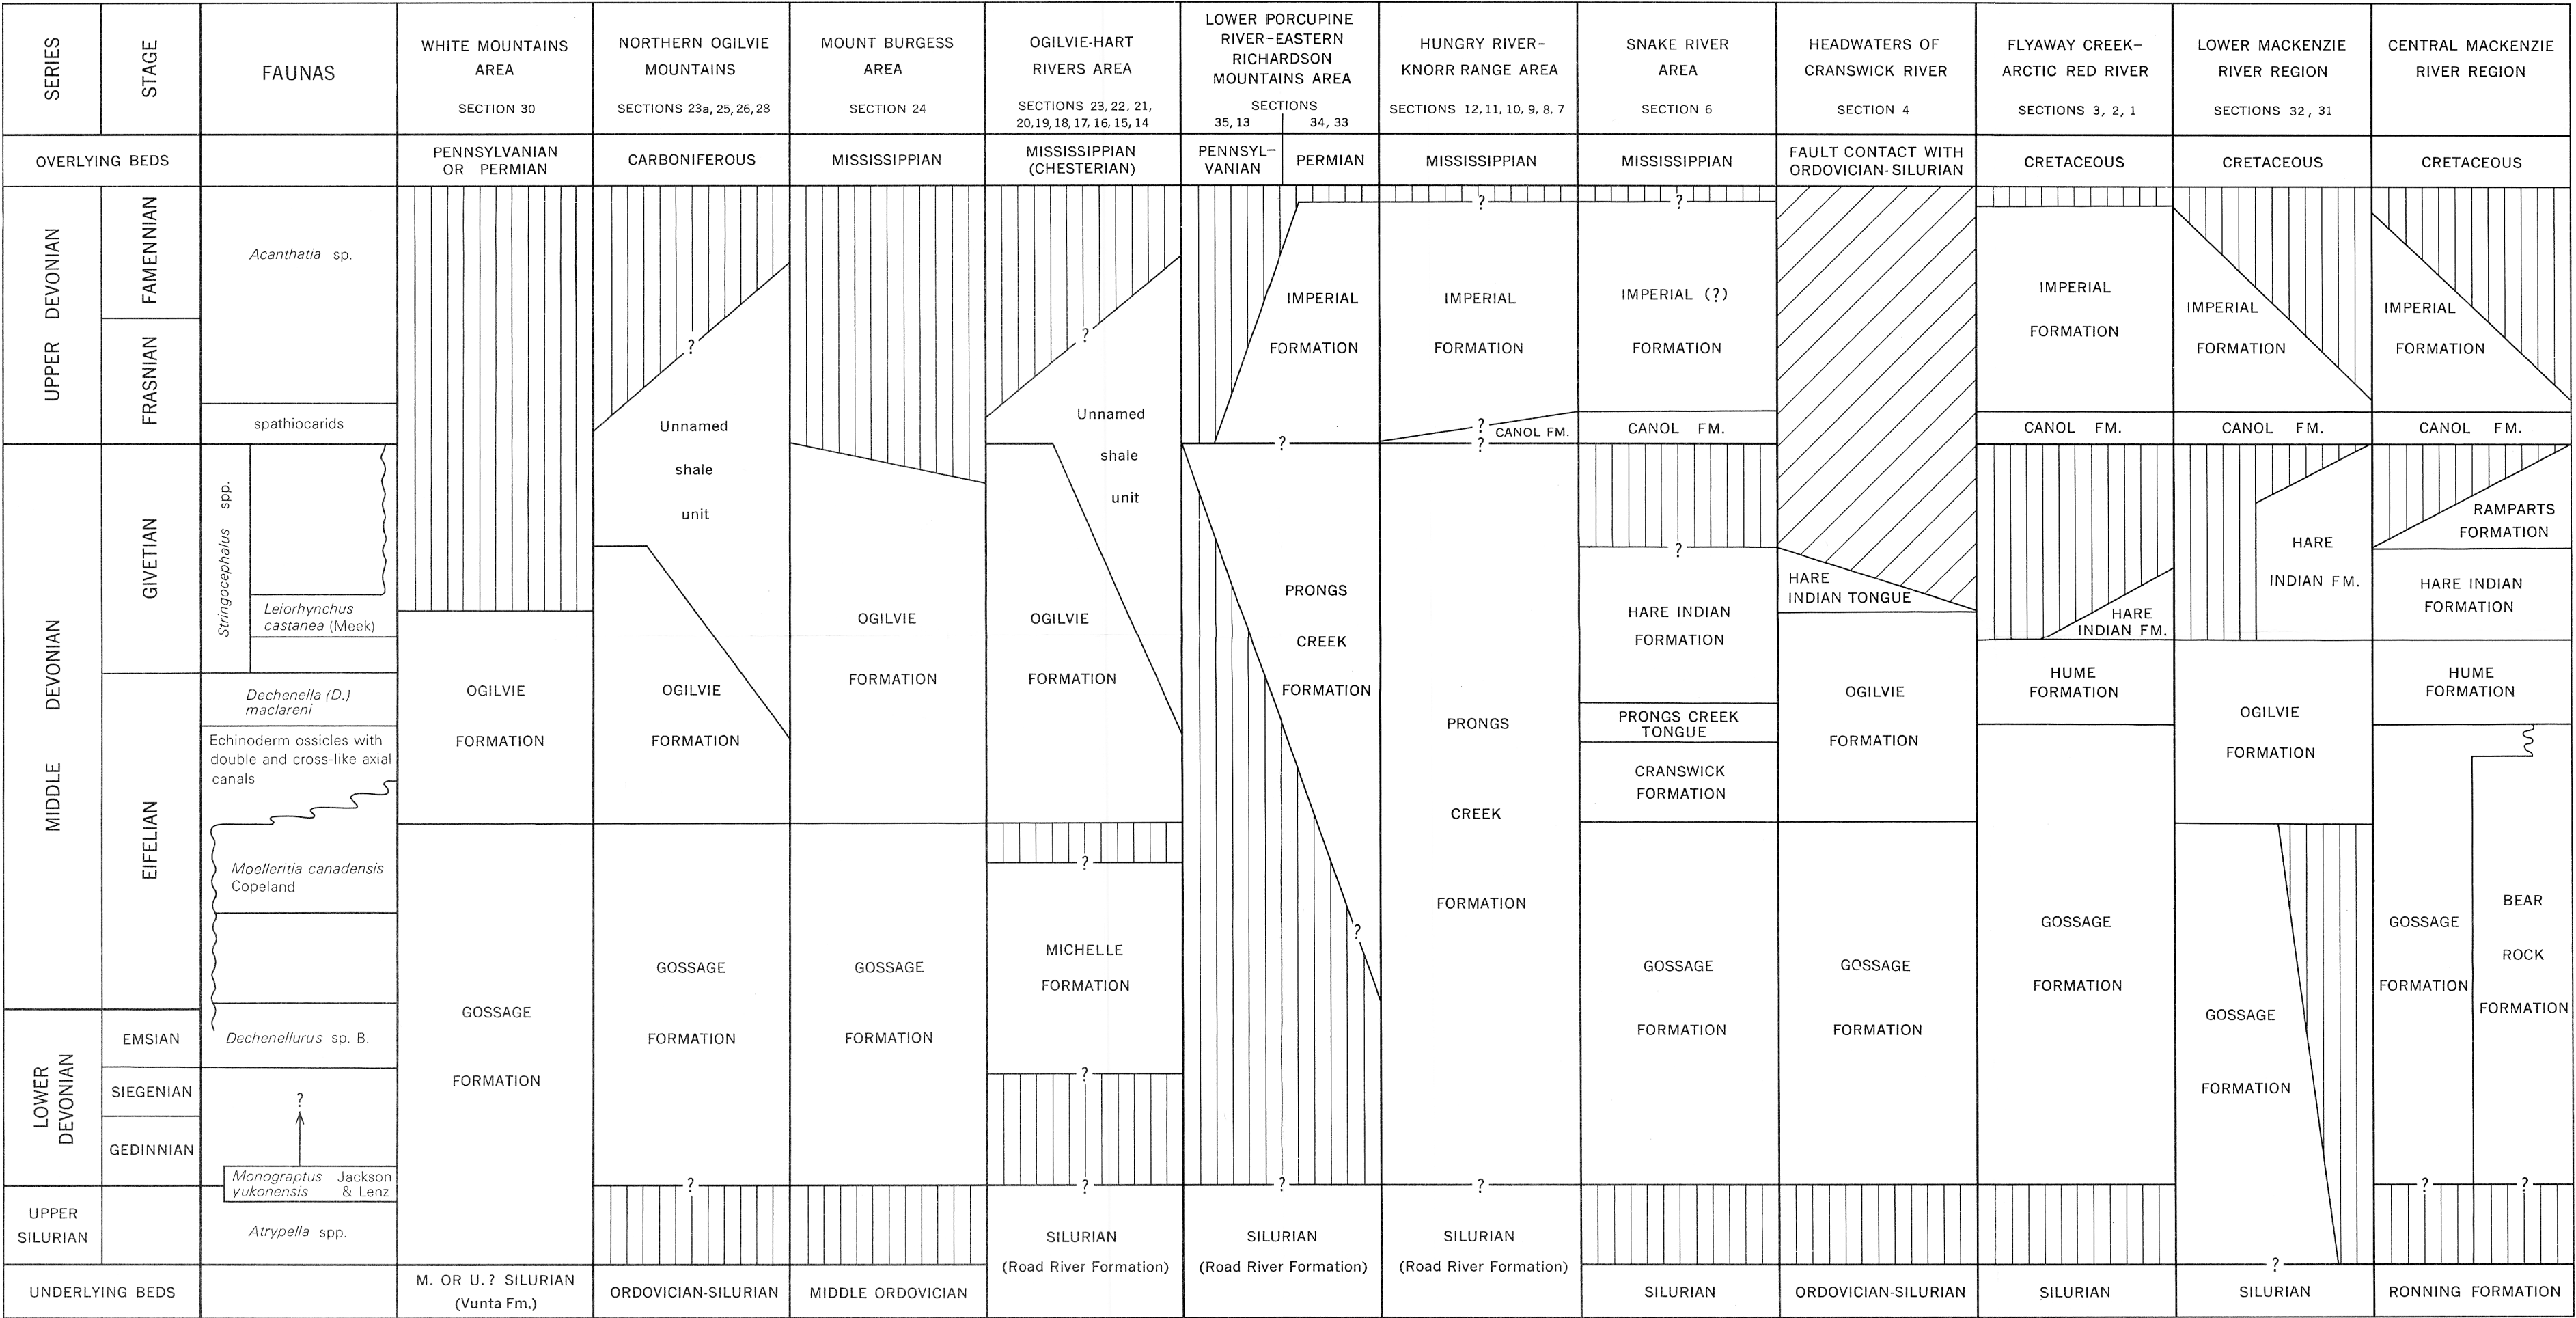 SERIES
STAGE
FAUNAS
WHITE MOUNTAINS
AREA
SECTION 30
NORTHERN OGILVIE
MOUNTAINS
SECTIONS 23a, 25, 26, 28
MOUNT BURGESS
AREA
SECTION 24
OGILVIE-HART
RIVERS AREA
SECTIONS 23, 22, 21,
20, 19, 18, 17, 16, 15, 14
LOWER PORCUPINE
RIVER-EASTERN
RICHARDSON
MOUNTAINS AREA
SECTIONS
35, 13
34, 33
HUNGRY RIVER-
KNORR RANGE AREA
SECTIONS 12, 11, 10, 9, 8, 7
SNAKE RIVER
AREA
SECTION 6
HEADWATERS OF
CRANSWICK RIVER
SECTION 4
FLYAWAY CREEK-
ARCTIC RED RIVER
SECTIONS 3, 2, 1
LOWER MACKENZIE
RIVER REGION
SECTIONS 32, 31
CENTRAL MACKENZIE
RIVER REGION
OVERLYING BEDS
PENNSYLVANIAN
OR PERMIAN
CARBONIFEROUS
MISSISSIPPIAN
MISSISSIPPIAN
(CHESTERIAN)
PENNSYL-
VANIAN
PERMIAN
MISSISSIPPIAN
MISSISSIPPIAN
FAULT CONTACT WITH
ORDOVICIAN-SILURIAN
CRETACEOUS
CRETACEOUS
CRETACEOUS
UPPER DEVONIAN
MIDDLE DEVONIAN
LOWER
DEVONIAN
UPPER
SILURIAN
FAMENNIAN
FRASNIAN
GIVETIAN
EIFELIAN
EMSIAN
SIEGENIAN
GEDINNIAN
Acanthatia sp.
spathiocarids
Stringocephalus spp.
Leiorhynchus
castanea (Meek)
Dechenella (D.)
maclareni
Echinoderm ossicles with
double and cross-like axial
canals
Moelleritia canadensis
Copeland
Dechenellurus sp. B.
?
Monograptus Jackson
yukonensis & Lenz
Atrypella spp.
OGILVIE
FORMATION
GOSSAGE
FORMATION
?
Unnamed
shale
unit
OGILVIE
FORMATION
GOSSAGE
FORMATION
?
OGILVIE
FORMATION
GOSSAGE
FORMATION
?
Unnamed
shale
unit
OGILVIE
FORMATION
?
MICHELLE
FORMATION
?
?
SILURIAN
(Road River Formation)
IMPERIAL
FORMATION
?
PRONGS
CREEK
FORMATION
?
?
SILURIAN
(Road River Formation)
?
IMPERIAL
FORMATION
?
CANOL FM.
?
PRONGS
CREEK
FORMATION
?
SILURIAN
(Road River Formation)
?
IMPERIAL (?)
FORMATION
CANOL FM.
?
HARE INDIAN
FORMATION
PRONGS CREEK
TONGUE
CRANSWICK
FORMATION
GOSSAGE
FORMATION
HARE
INDIAN TONGUE
OGILVIE
FORMATION
GOSSAGE
FORMATION
IMPERIAL
FORMATION
CANOL FM.
HARE
INDIAN FM.
HUME
FORMATION
GOSSAGE
FORMATION
IMPERIAL
FORMATION
CANOL FM.
HARE
INDIAN FM.
OGILVIE
FORMATION
GOSSAGE
FORMATION
?
IMPERIAL
FORMATION
CANOL FM.
RAMPARTS
FORMATION
HARE INDIAN
FORMATION
HUME
FORMATION
GOSSAGE
FORMATION
BEAR
ROCK
FORMATION
?
?
UNDERLYING BEDS
M. OR U.? SILURIAN
(Vunta Fm.)
ORDOVICIAN-SILURIAN
MIDDLE ORDOVICIAN
SILURIAN
ORDOVICIAN-SILURIAN
SILURIAN
SILURIAN
RONNING FORMATION